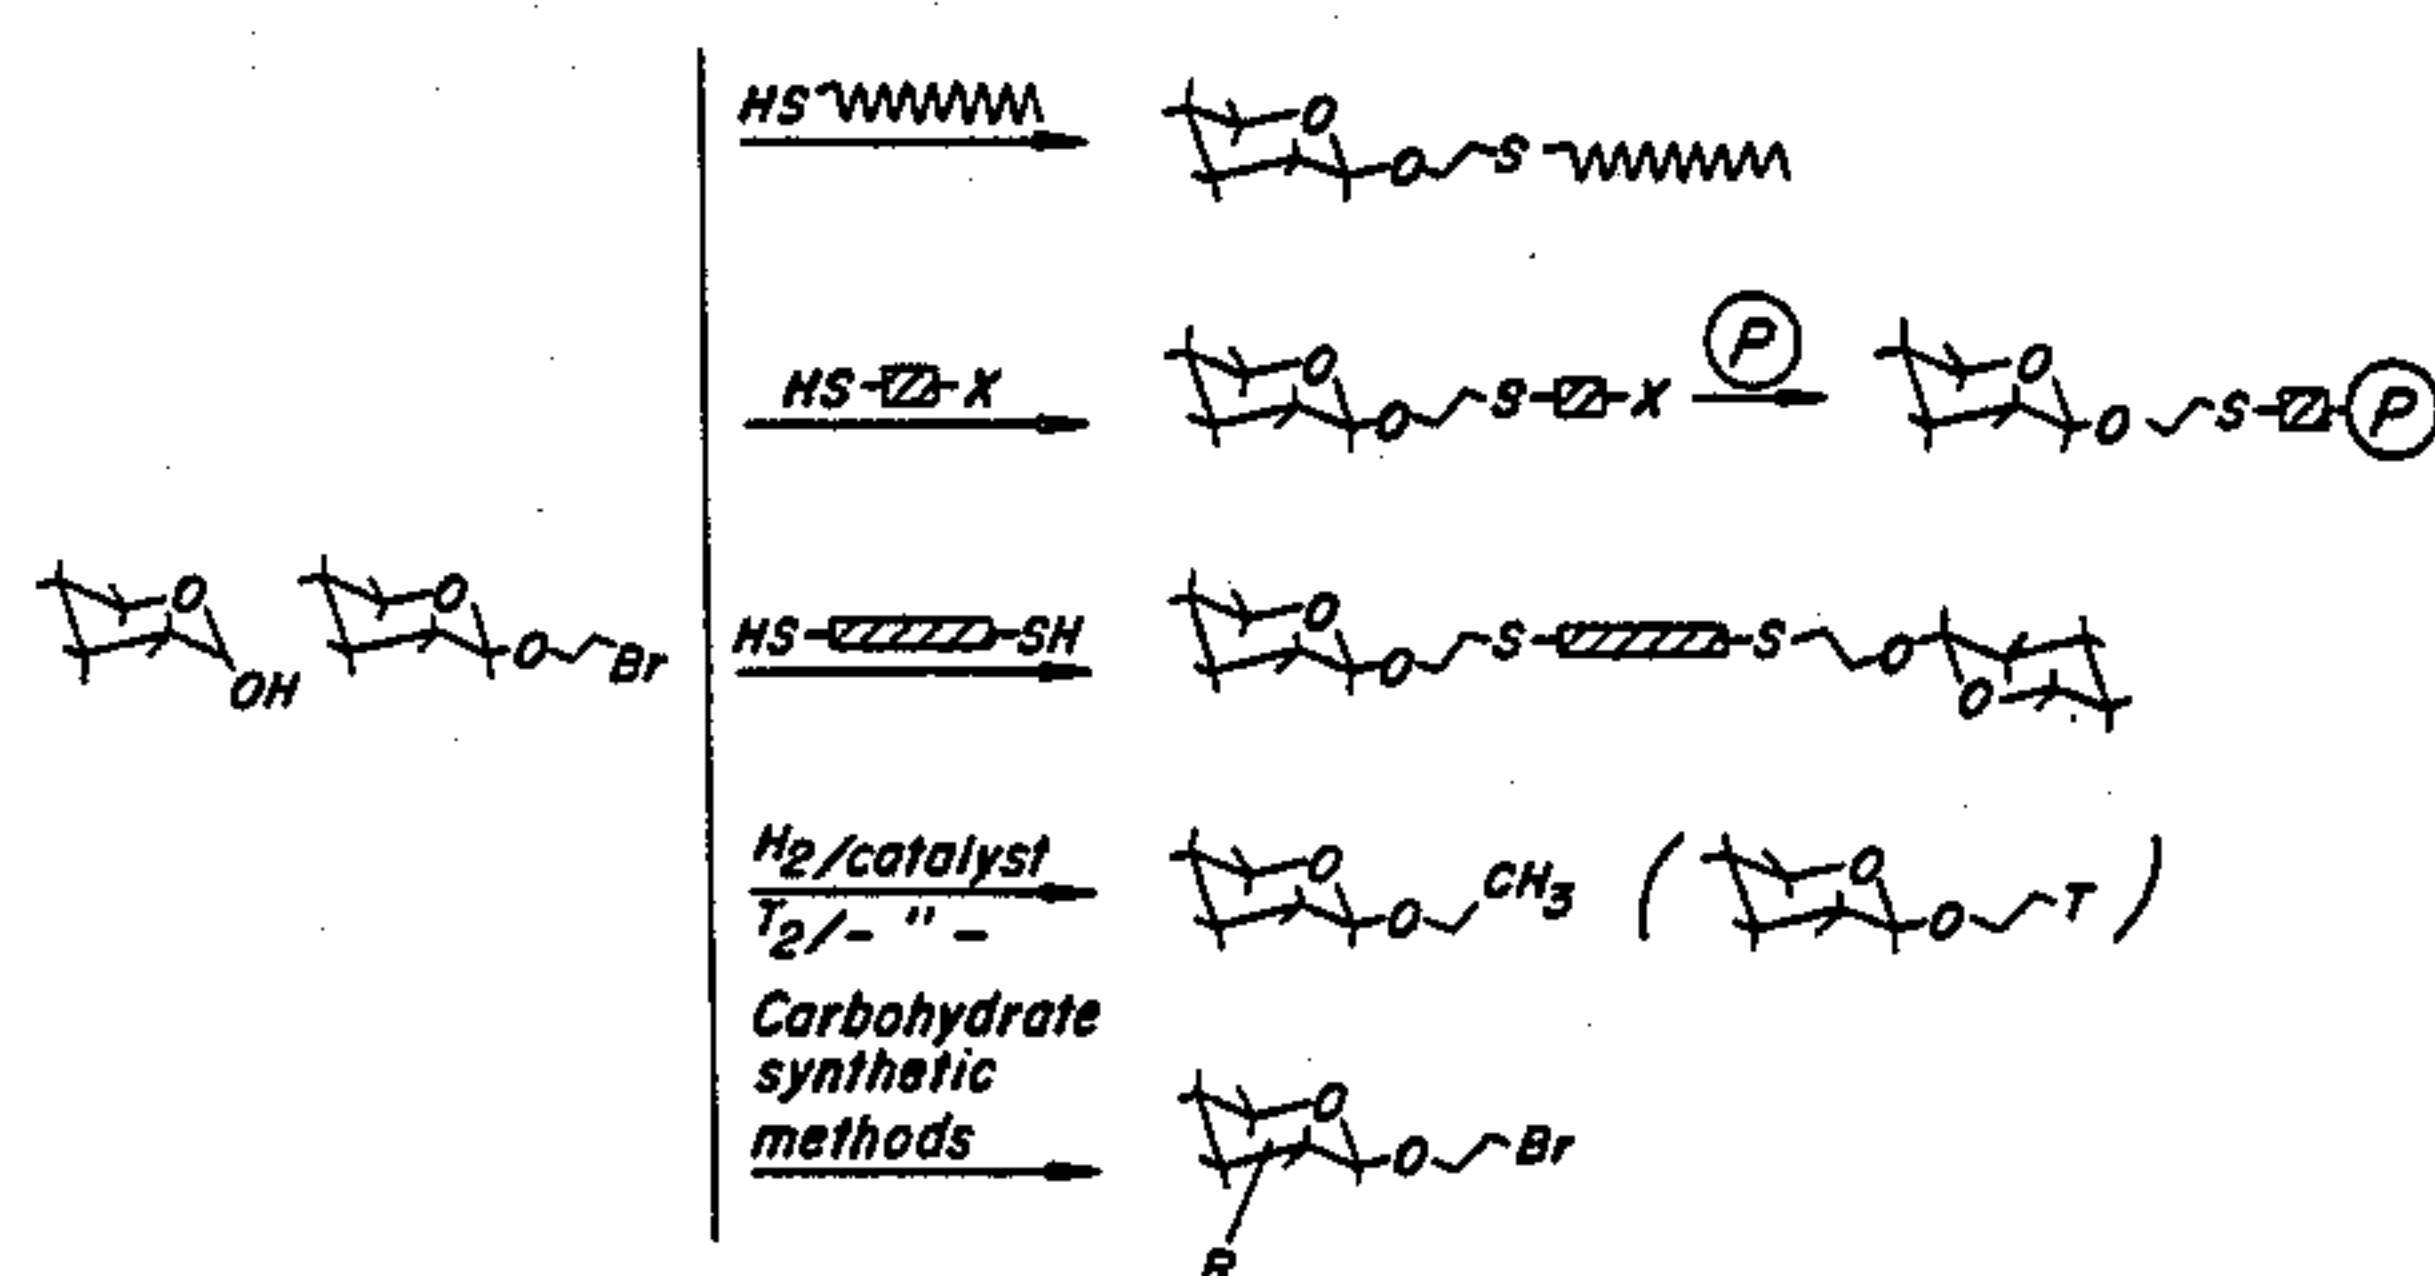 HS
O
O S
HS X
O
O S X
P
O
O S P
O
OH
O
O Br
HS SH
O
O S S O
O
H2/catalyst
T2/- " -
O
O CH3
( O
O T )
Carbohydrate
synthetic
methods
O
O Br